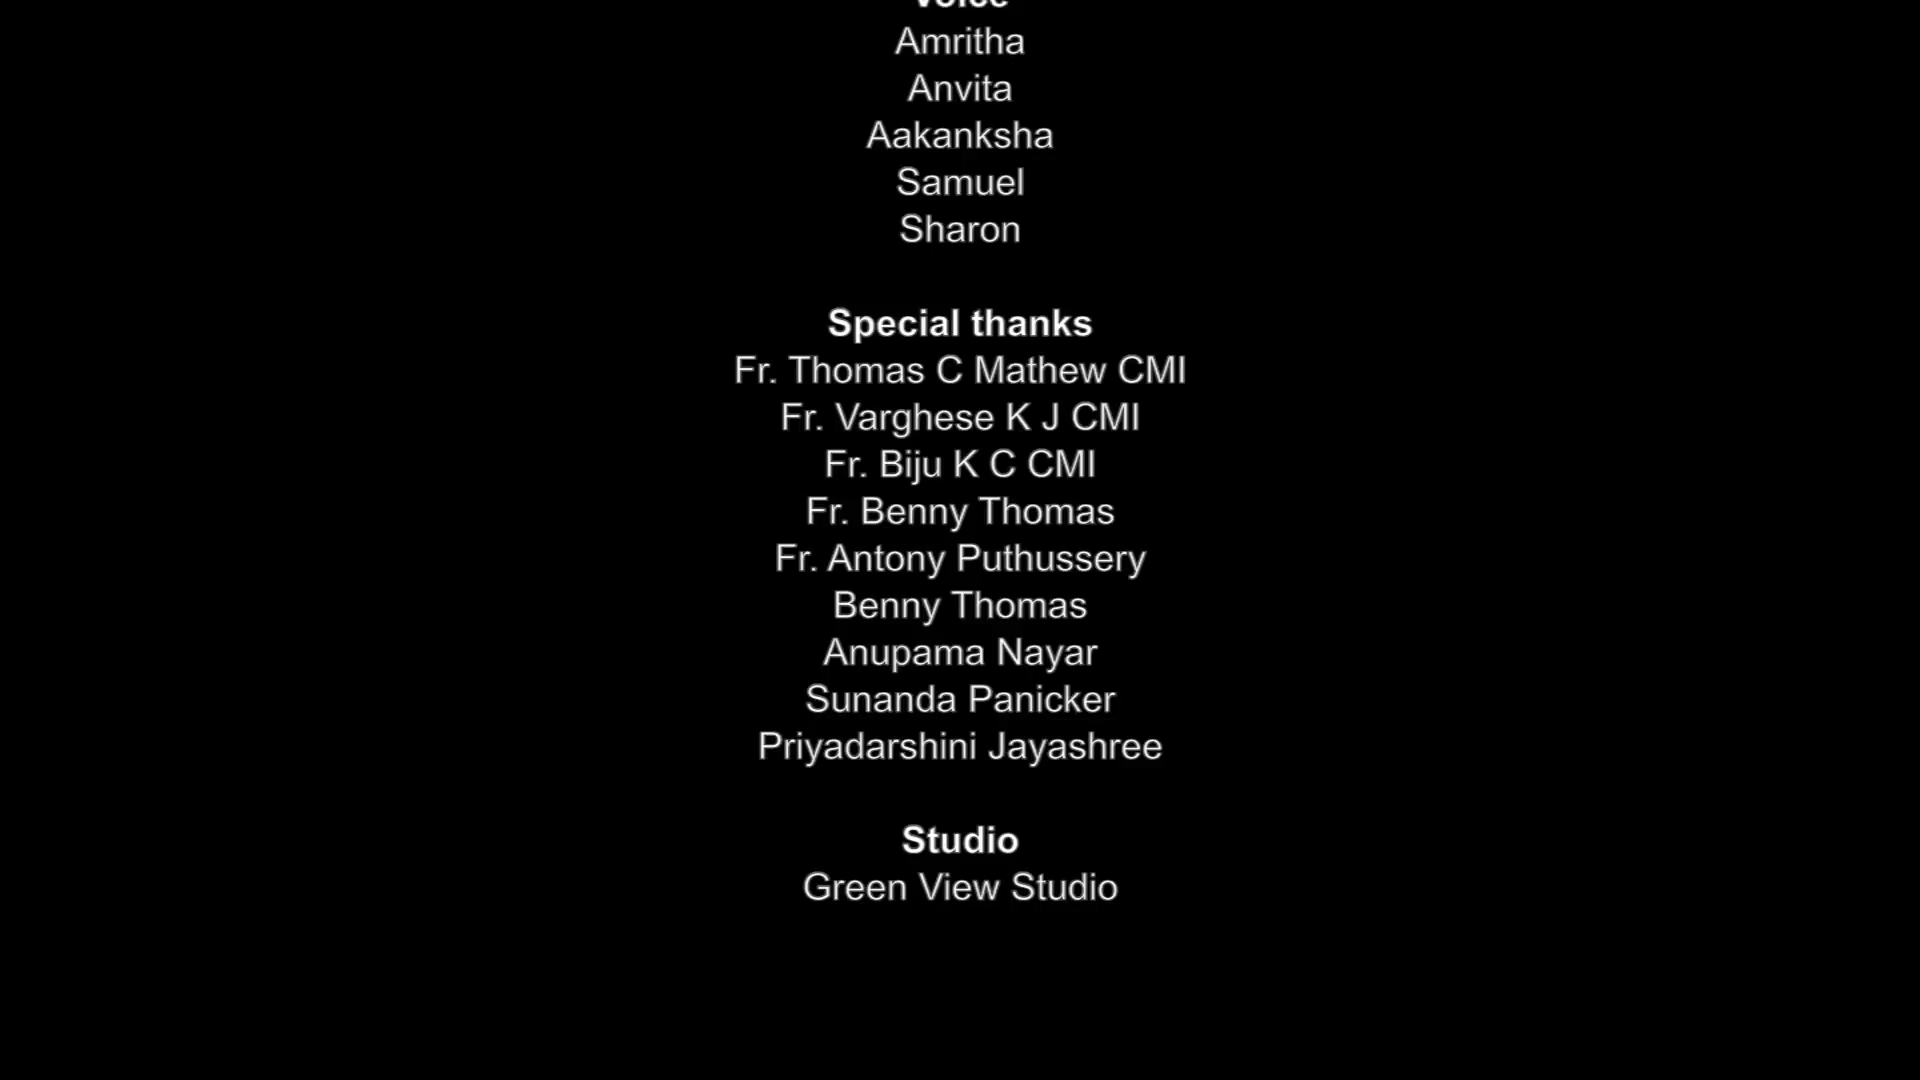 Voice
Amritha
Anvita
Aakanksha
Samuel
Sharon
Special thanks
Fr. Thomas C Mathew CMI
Fr. Varghese K J CMI
Fr. Biju K C CMI
Fr. Benny Thomas
Fr. Antony Puthussery
Benny Thomas
Anupama Nayar
Sunanda Panicker
Priyadarshini Jayashree
Studio
Green View Studio